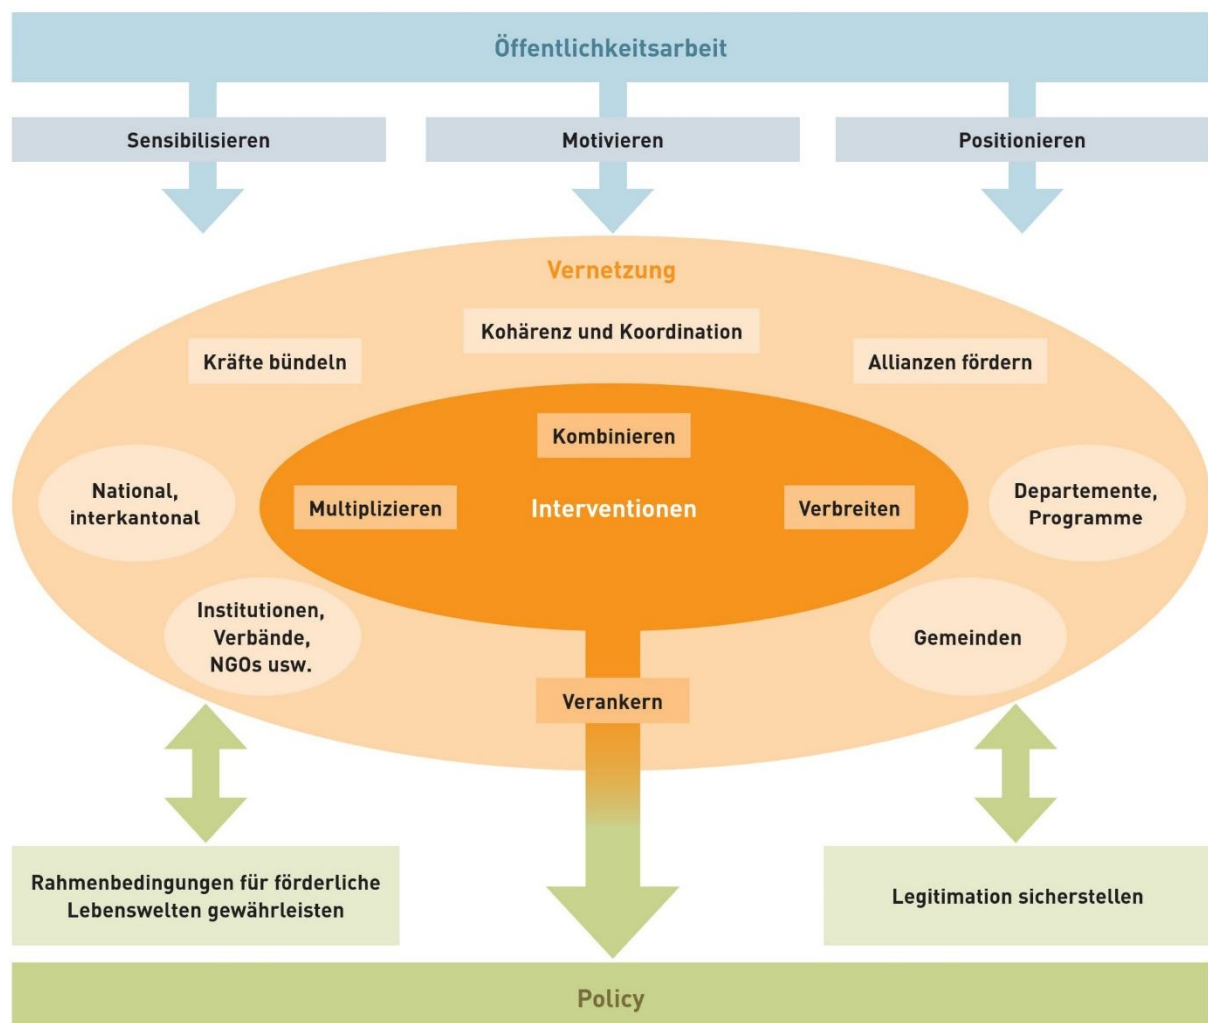 Öffentlichkeitsarbeit
Sensibilisieren
Motivieren
Positionieren
Vernetzung
Kohärenz und Koordination
Kräfte bündeln
Allianzen fördern
Kombinieren
National,
interkantonal
Multiplizieren
Interventionen
Verbreiten
Departemente,
Programme
Institutionen,
Verbände,
NGOs usw.
Gemeinden
Verankern
Rahmenbedingungen für förderliche
Lebenswelten gewährleisten
Legitimation sicherstellen
Policy